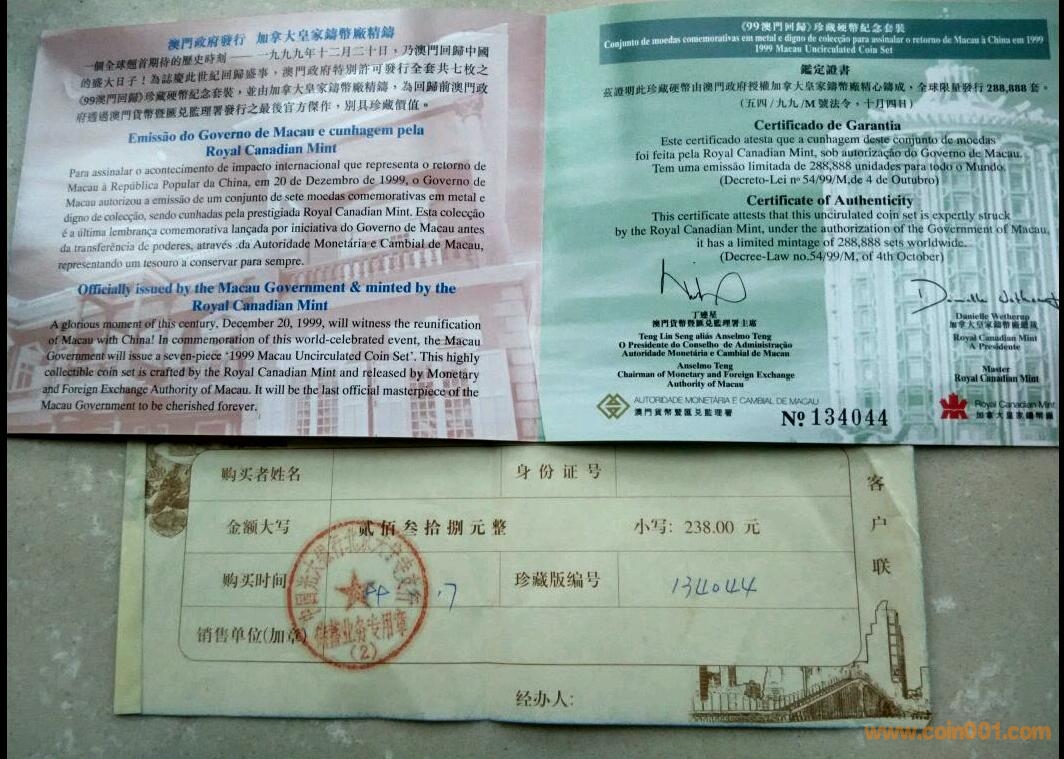 澳門政府發行 加拿大皇家鑄幣廠精鑄
一個全球翹首期待的歷史時刻——一九九九年十二月二十日，乃澳門回歸中國
的盛大日子！為誌慶此世紀回歸盛事，澳門政府特別許可發行全套共七枚之
《99澳門回歸》珍藏硬幣紀念套裝，並由加拿大皇家鑄幣廠精鑄，為回歸前澳門政
府透過澳門貨幣暨匯兌監理署發行之最後官方傑作，別具珍藏價值。
Emissão do Governo de Macau e cunhagem pela
Royal Canadian Mint
Para assinalar o acontecimento de impacto internacional que representa o retorno de
Macau à República Popular da China, em 20 de Dezembro de 1999, o Governo de
Macau autorizou a emissão de um conjunto de sete moedas comemorativas em metal e
digno de colecção, sendo cunhadas pela prestigiada Royal Canadian Mint. Esta colecção
é a última lembrança comemorativa lançada por iniciativa do Governo de Macau antes
da transferência de poderes, através da Autoridade Monetária e Cambial de Macau,
representando um tesouro a conservar para sempre.
Officially issued by the Macau Government & minted by the
Royal Canadian Mint
A glorious moment of this century, December 20, 1999, will witness the reunification
of Macau with China! In commemoration of this world-celebrated event, the Macau
Government will issue a seven-piece ‘1999 Macau Uncirculated Coin Set’. This highly
collectible coin set is crafted by the Royal Canadian Mint and released by Monetary
and Foreign Exchange Authority of Macau. It will be the last official masterpiece of the
Macau Government to be cherished forever.
《99澳門回歸》珍藏硬幣紀念套裝
Conjunto de moedas comemorativas em metal e digno de colecção para assinalar o retorno de Macau à China em 1999
1999 Macau Uncirculated Coin Set
鑑定證書
茲證明此珍藏硬幣由澳門政府授權加拿大皇家鑄幣廠精心鑄成，全球限量發行 288,888 套。
(五四/九九/M 號法令，十月四日)
Certificado de Garantia
Este certificado atesta que a cunhagem deste conjunto de moedas
foi feita pela Royal Canadian Mint, sob autorização do Governo de Macau.
Tem uma emissão limitada de 288,888 unidades para todo o Mundo.
(Decreto-Lei nº 54/99/M,de 4 de Outubro)
Certificate of Authenticity
This certificate attests that this uncirulated coin set is expertly struck
by the Royal Canadian Mint, under the authorization of the Government of Macau,
it has a limited mintage of 288,888 sets worldwide.
(Decree-Law no.54/99/M, of 4th October)
丁連星
澳門貨幣暨匯兌監理署主席
Teng Lin Seng aliás Anselmo Teng
O Presidente do Conselho de Administração
Autoridade Monetária e Cambial de Macau
Anselmo Teng
Chairman of Monetary and Foreign Exchange
Authority of Macau
Danielle Wetherup
加拿大皇家鑄幣廠總裁
Royal Canadian Mint
A Presidente
Master
Royal Canadian Mint
AUTORIDADE MONETÁRIA E CAMBIAL DE MACAU
澳門貨幣暨匯兌監理署
Nº 134044
Royal Canadian Mint
加拿大皇家鑄幣廠
购买者姓名 身份证号
金额大写 贰佰叁拾捌元整 小写: 238.00 元
购买时间 .7 珍藏版编号 134044
销售单位(加章)
储蓄业务专用章
(2)
经办人:
客户联
www.coin001.com